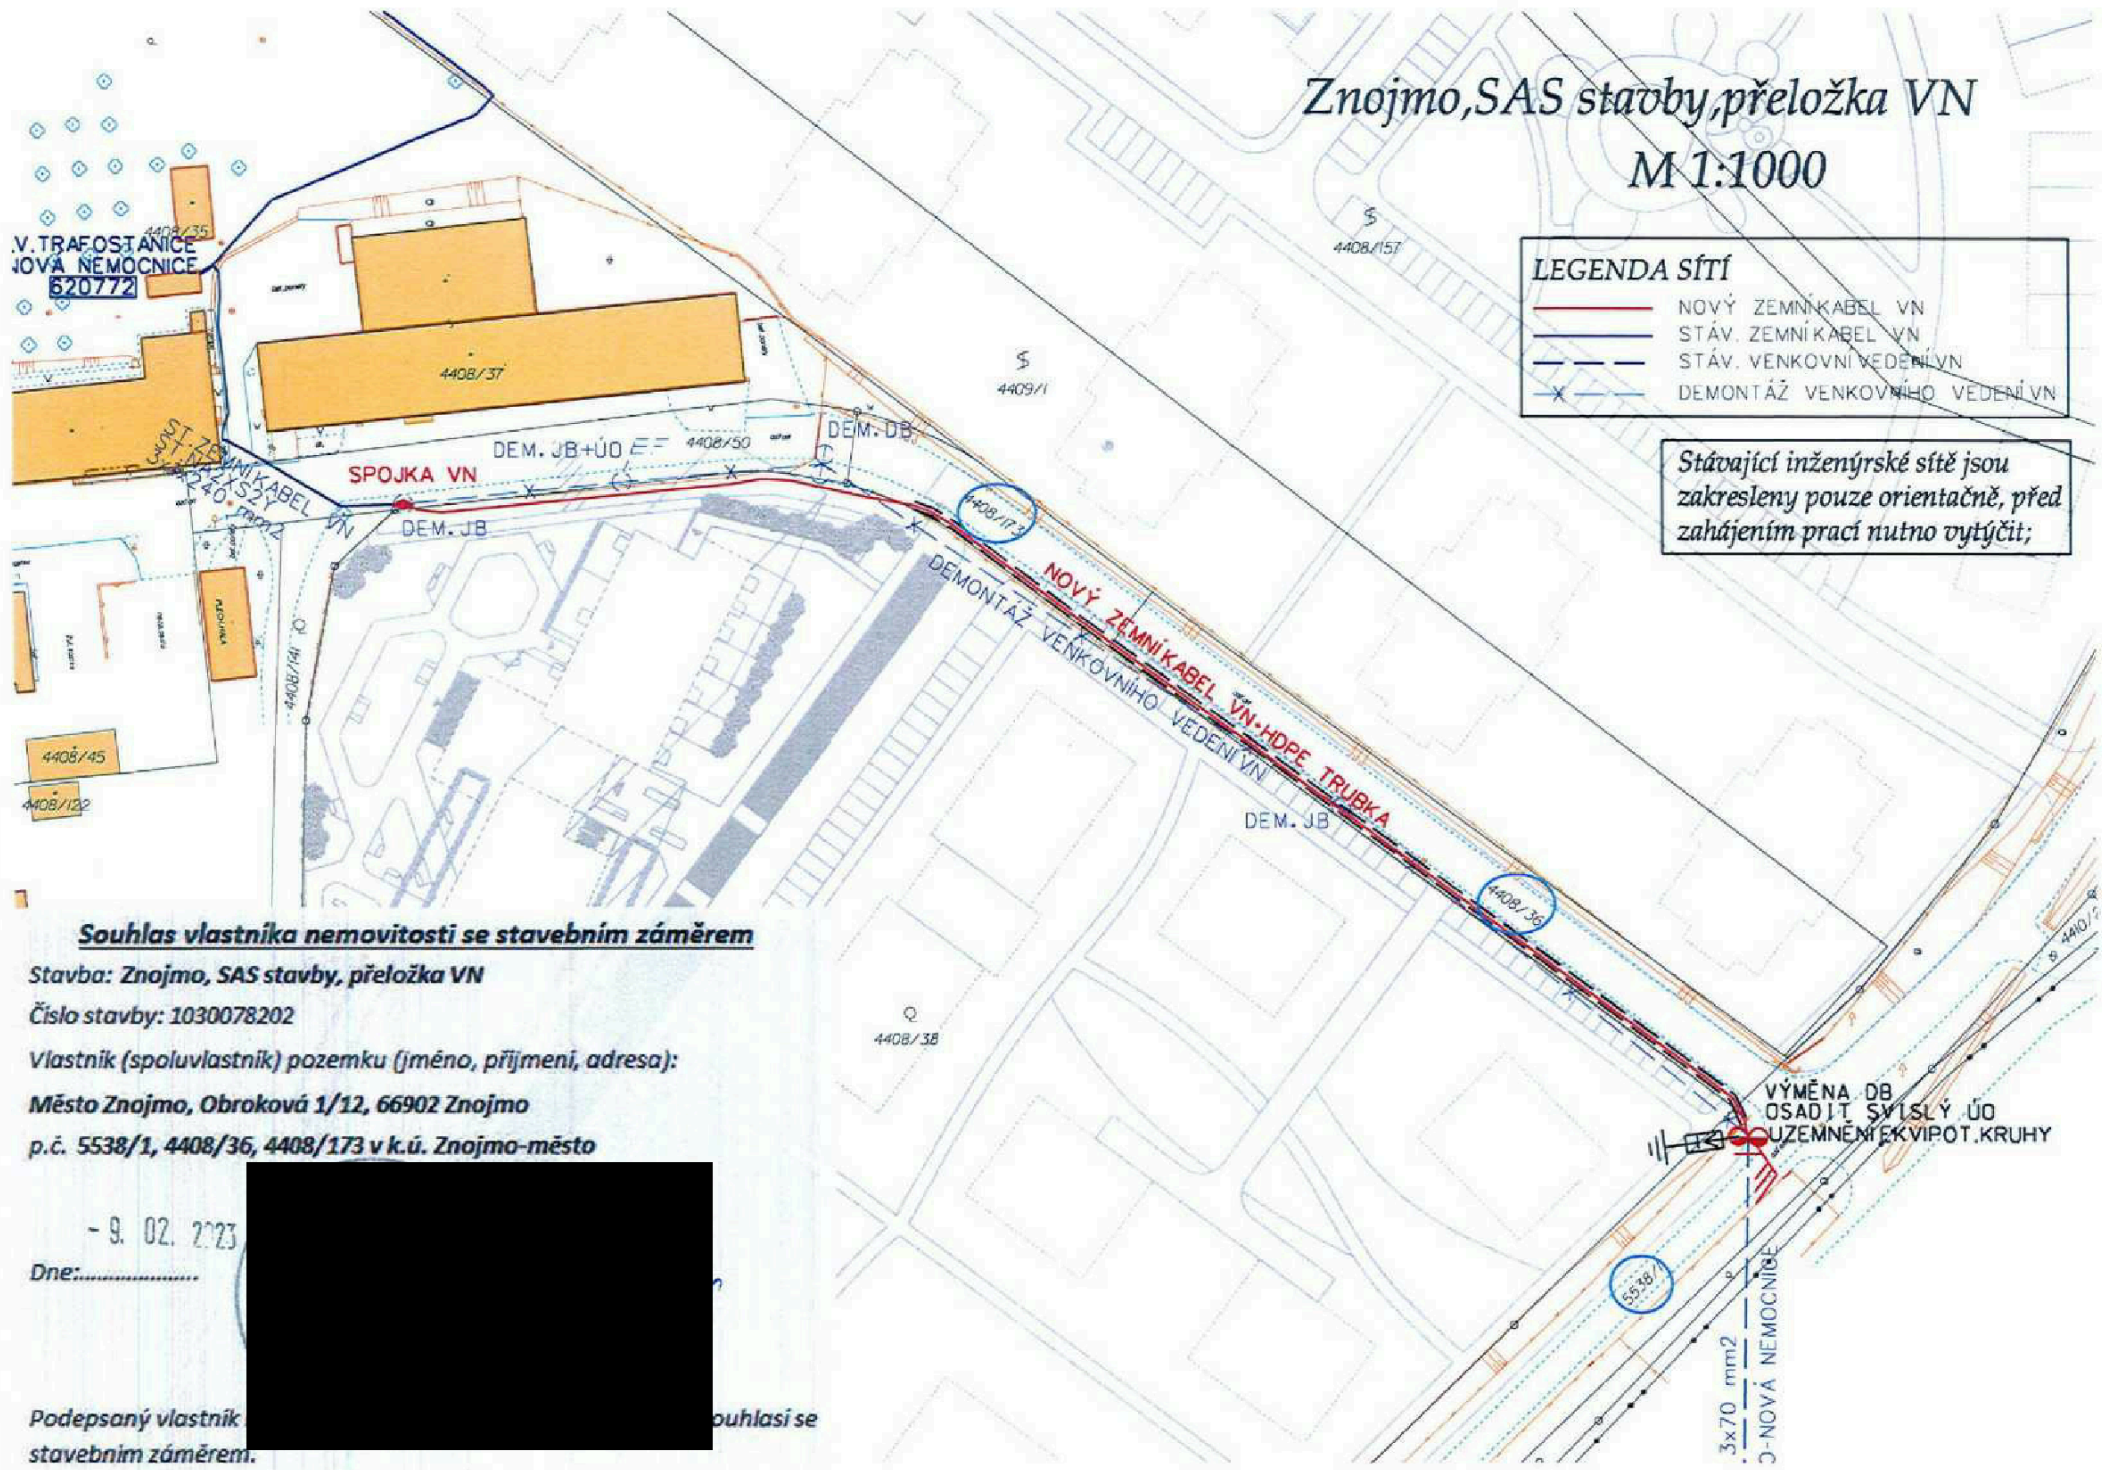 Znojmo,SAS stavby,přeložka VN
M 1:1000
LEGENDA SÍTÍ
NOVÝ ZEMNÍ KABEL VN
STÁV. ZEMNÍ KABEL VN
STÁV. VENKOVNÍ VEDENÍ VN
DEMONTÁŽ VENKOVNÍHO VEDENÍ VN
Stávající inženýrské sítě jsou
zakresleny pouze orientačně, před
zahájením prací nutno vytýčit;
4408/35
.V.TRAFOSTANICE
NOVÁ NEMOCNICE
620772
4408/37
4408/157
4409/1
4408/50
DEM. DB
DEM. JB+ÚO
SPOJKA VN
DEM. JB
ST. ZEMNÍ KABEL VN
4408/173
NOVÝ ZEMNÍ KABEL VN+HDPE TRUBKA
DEMONTÁŽ VENKOVNÍHO VEDENÍ VN
DEM. JB
4408/141
4408/45
4408/122
4408/36
4408/38
VÝMĚNA DB
OSADIT SVISLÝ ÚO
UZEMNĚNÍ EKVIPOT.KRUHY
5538/1
3x70 mm2
O-NOVÁ NEMOCNICE
Souhlas vlastníka nemovitosti se stavebním záměrem
Stavba: Znojmo, SAS stavby, přeložka VN
Číslo stavby: 1030078202
Vlastník (spoluvlastník) pozemku (jméno, přijmení, adresa):
Město Znojmo, Obroková 1/12, 66902 Znojmo
p.č. 5538/1, 4408/36, 4408/173 v k.ú. Znojmo-město
- 9. 02. 2023
Dne:.....................
Podepsaný vlastník ouhlasí se
stavebním záměrem.